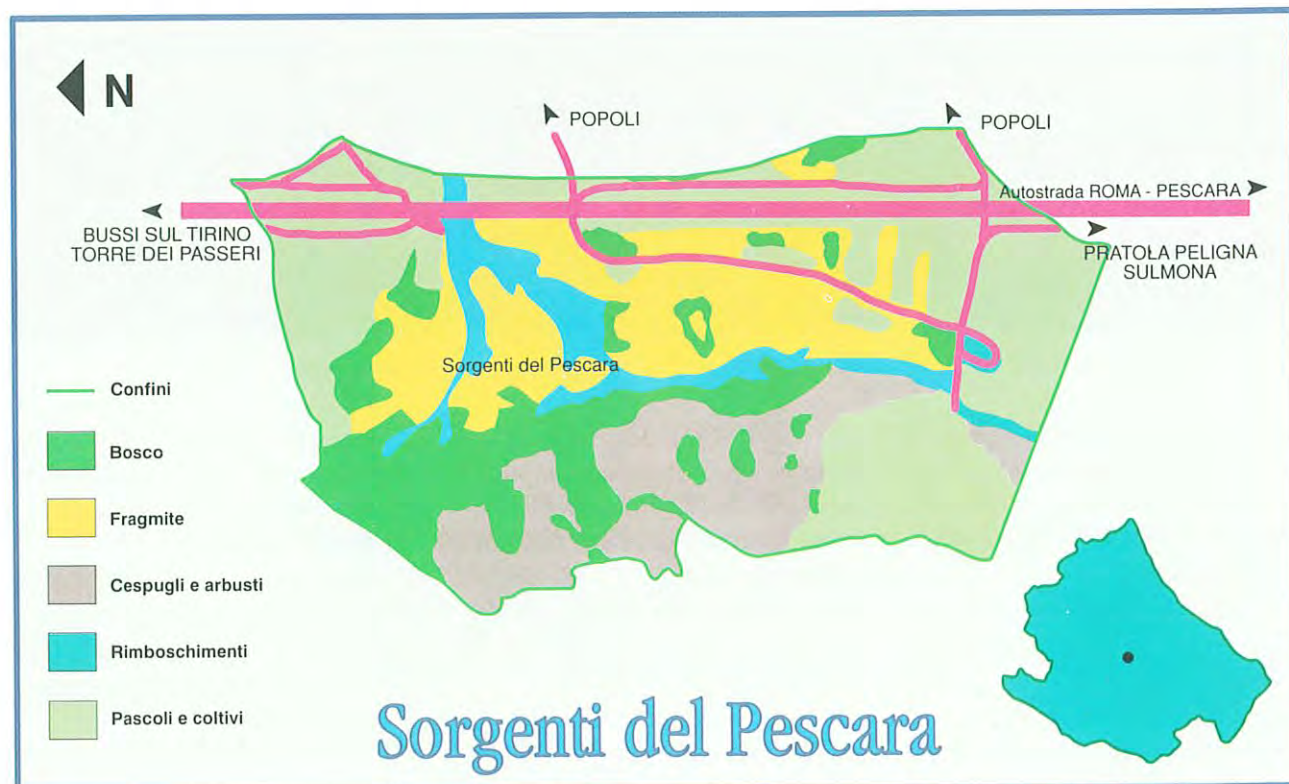 N
POPOLI
POPOLI
Autostrada ROMA - PESCARA
BUSSI SUL TIRINO
TORRE DEI PASSERI
PRATOLA PELIGNA
SULMONA
Sorgenti del Pescara
Confini
Bosco
Fragmite
Cespugli e arbusti
Rimboschimenti
Pascoli e coltivi
Sorgenti del Pescara